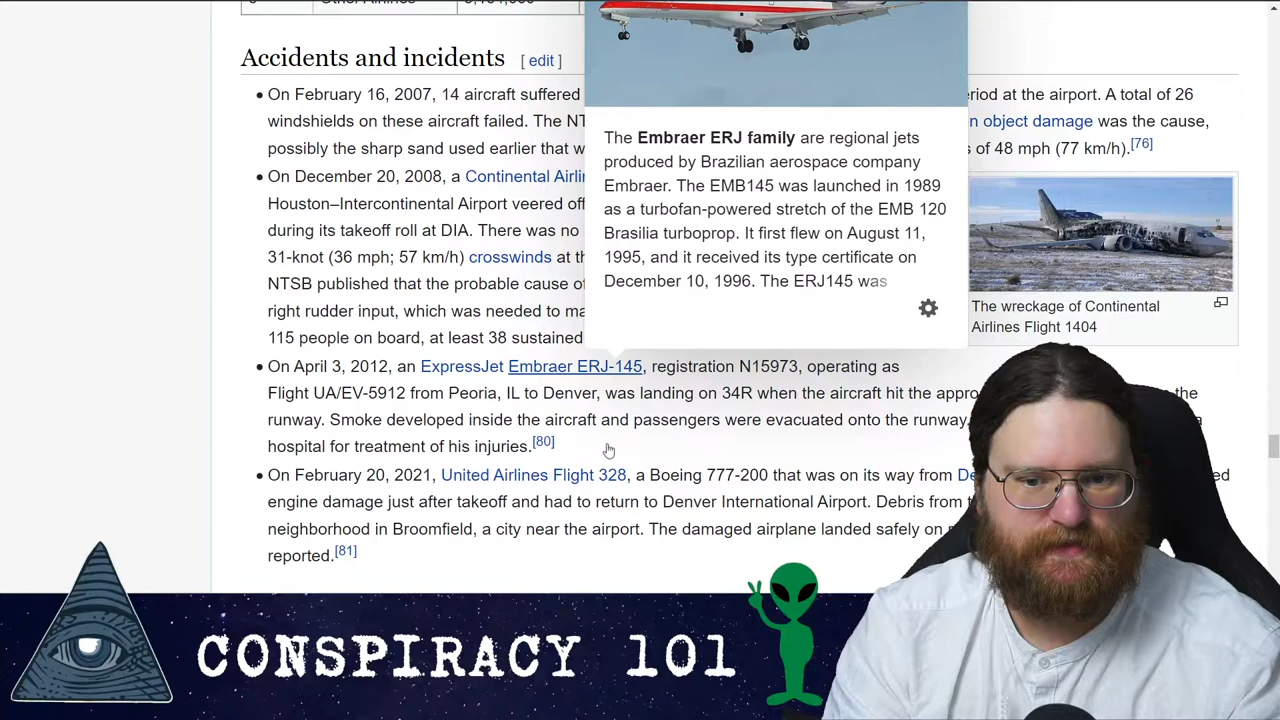 Accidents and incidents [ edit ]
On February 16, 2007, 14 aircraft suffered
riod at the airport. A total of 26
windshields on these aircraft failed. The NT
n object damage was the cause,
possibly the sharp sand used earlier that w
s of 48 mph (77 km/h).[76]
On December 20, 2008, a Continental Airlin
Houston–Intercontinental Airport veered off
during its takeoff roll at DIA. There was no
31-knot (36 mph; 57 km/h) crosswinds at th
NTSB published that the probable cause of
right rudder input, which was needed to ma
115 people on board, at least 38 sustained
The Embraer ERJ family are regional jets
produced by Brazilian aerospace company
Embraer. The EMB145 was launched in 1989
as a turbofan-powered stretch of the EMB 120
Brasilia turboprop. It first flew on August 11,
1995, and it received its type certificate on
December 10, 1996. The ERJ145 was
The wreckage of Continental
Airlines Flight 1404
On April 3, 2012, an ExpressJet Embraer ERJ-145, registration N15973, operating as
Flight UA/EV-5912 from Peoria, IL to Denver, was landing on 34R when the aircraft hit the appro the
runway. Smoke developed inside the aircraft and passengers were evacuated onto the runway, a
hospital for treatment of his injuries.[80]
On February 20, 2021, United Airlines Flight 328, a Boeing 777-200 that was on its way from De ed
engine damage just after takeoff and had to return to Denver International Airport. Debris from t
neighborhood in Broomfield, a city near the airport. The damaged airplane landed safely on
reported.[81]
CONSPIRACY 101